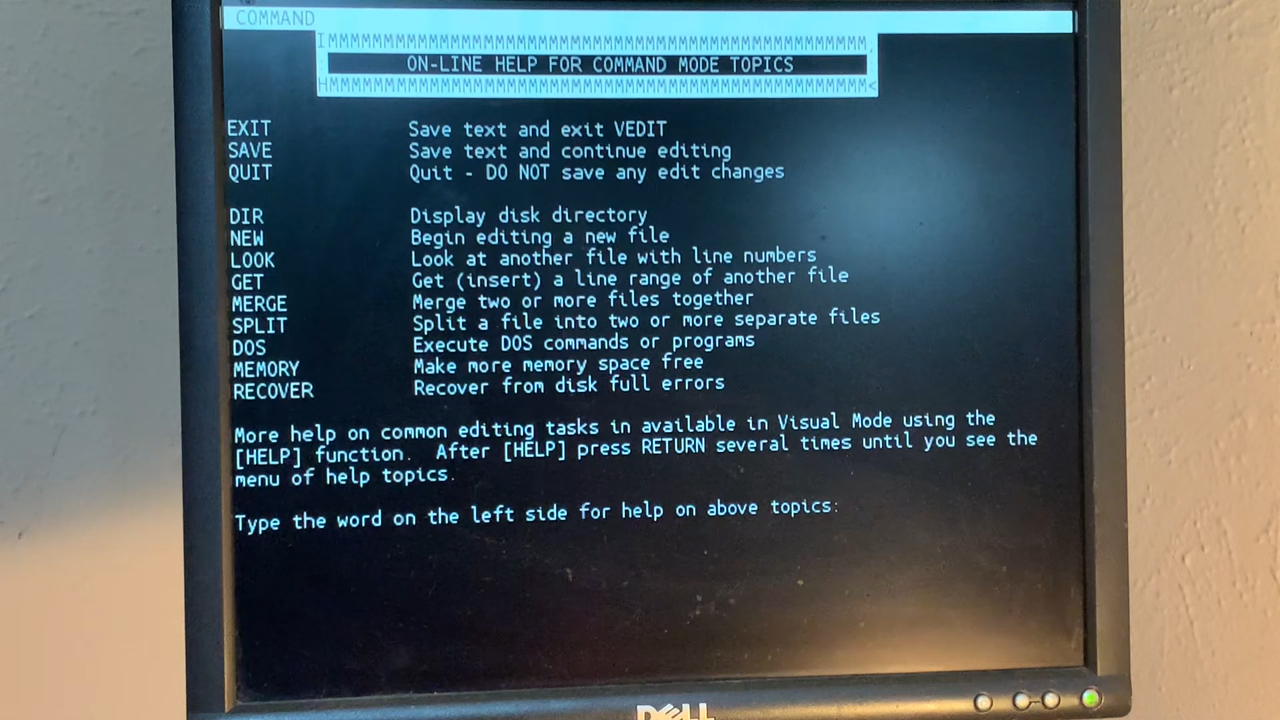 COMMAND
IMMMMMMMMMMMMMMMMMMMMMMMMMMMMMMMMMMMMMMMMMMMMMMMMM;
ON-LINE HELP FOR COMMAND MODE TOPICS
HMMMMMMMMMMMMMMMMMMMMMMMMMMMMMMMMMMMMMMMMMMMMMMMMM<
EXIT Save text and exit VEDIT
SAVE Save text and continue editing
QUIT Quit - DO NOT save any edit changes
DIR Display disk directory
NEW Begin editing a new file
LOOK Look at another file with line numbers
GET Get (insert) a line range of another file
MERGE Merge two or more files together
SPLIT Split a file into two or more separate files
DOS Execute DOS commands or programs
MEMORY Make more memory space free
RECOVER Recover from disk full errors
More help on common editing tasks in available in Visual Mode using the
[HELP] function. After [HELP] press RETURN several times until you see the
menu of help topics.
Type the word on the left side for help on above topics:
DELL